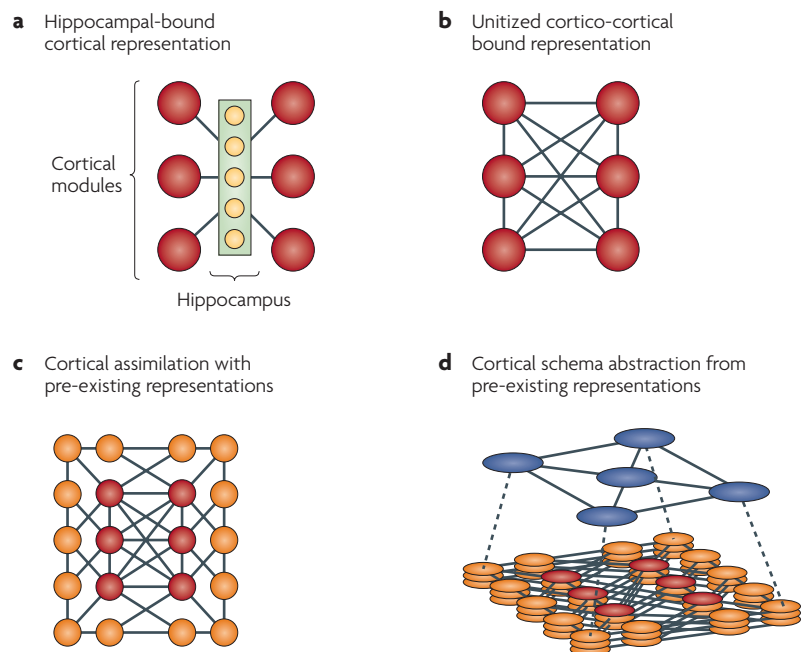 a Hippocampal-bound
cortical representation
Cortical
modules
Hippocampus
b Unitized cortico-cortical
bound representation
c Cortical assimilation with
pre-existing representations
d Cortical schema abstraction from
pre-existing representations